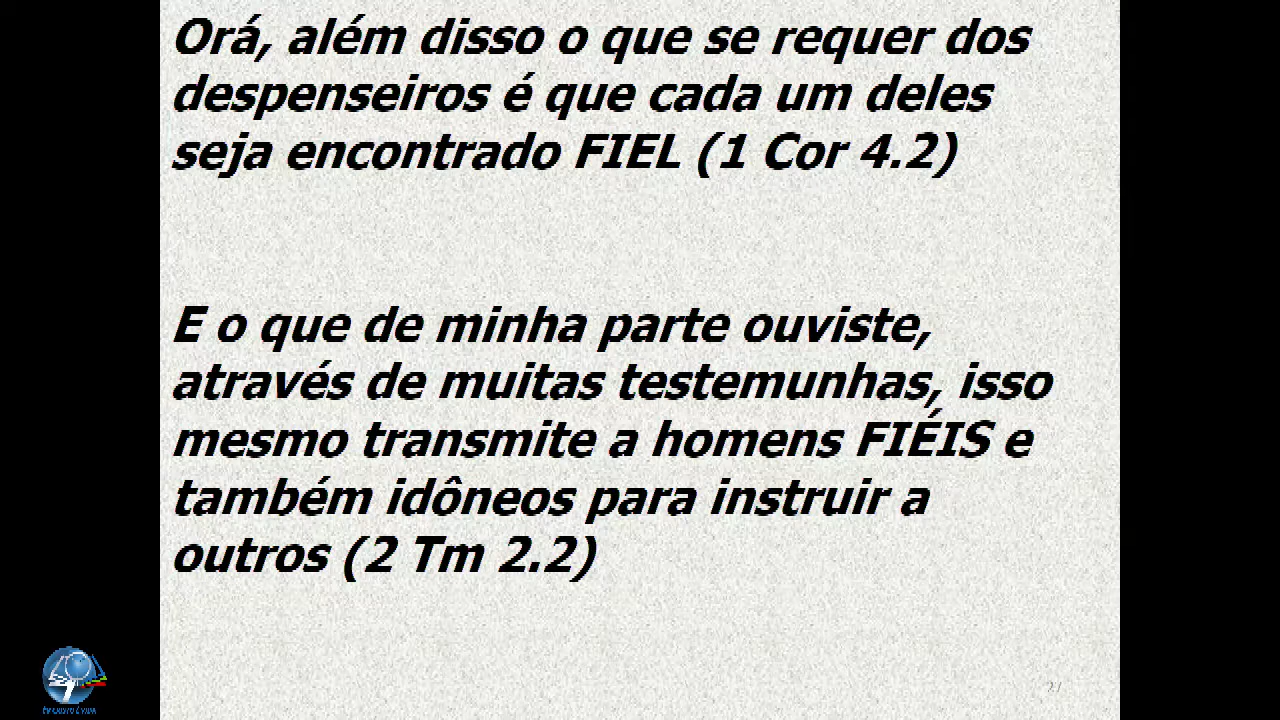 Orá, além disso o que se requer dos
despenseiros é que cada um deles
seja encontrado FIEL (1 Cor 4.2)
E o que de minha parte ouviste,
através de muitas testemunhas, isso
mesmo transmite a homens FIÉIS e
também idôneos para instruir a
outros (2 Tm 2.2)